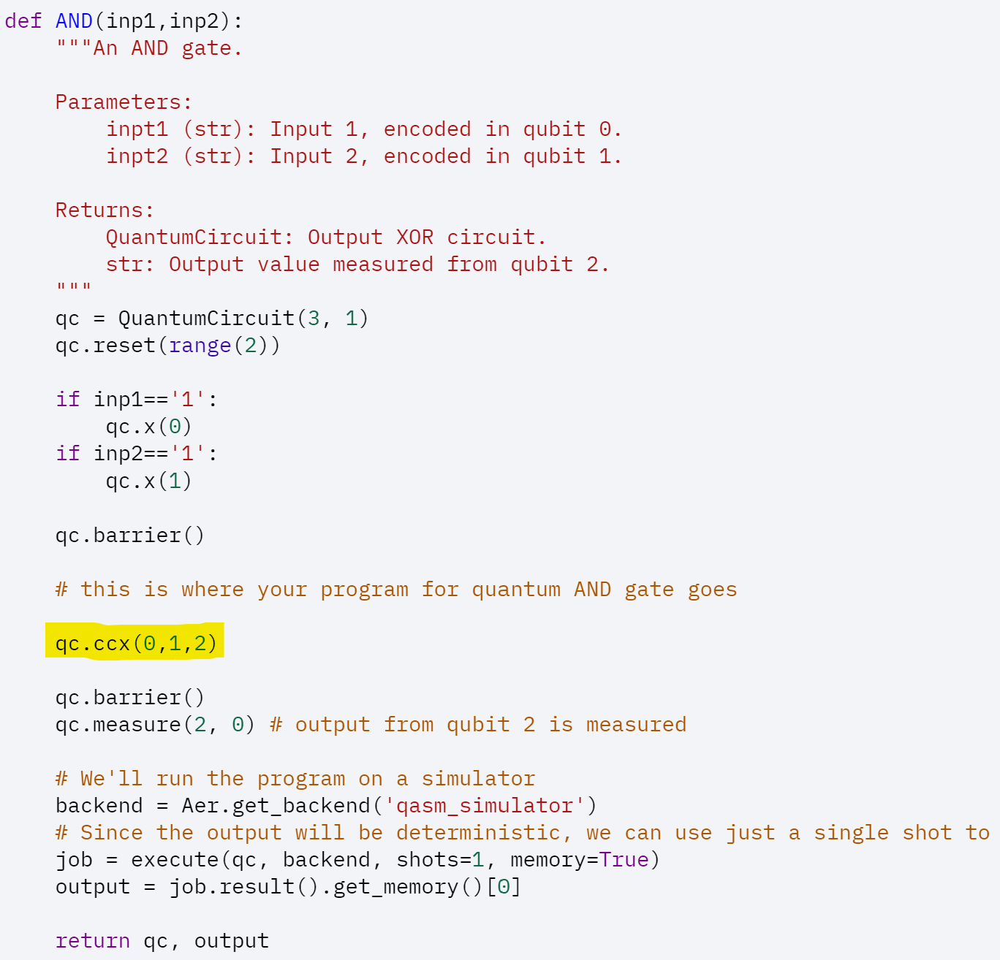 def AND(inp1,inp2):
    """An AND gate.

    Parameters:
        inpt1 (str): Input 1, encoded in qubit 0.
        inpt2 (str): Input 2, encoded in qubit 1.

    Returns:
        QuantumCircuit: Output XOR circuit.
        str: Output value measured from qubit 2.
    """
    qc = QuantumCircuit(3, 1)
    qc.reset(range(2))

    if inp1=='1':
        qc.x(0)
    if inp2=='1':
        qc.x(1)

    qc.barrier()

    # this is where your program for quantum AND gate goes

    qc.ccx(0,1,2)

    qc.barrier()
    qc.measure(2, 0) # output from qubit 2 is measured

    # We'll run the program on a simulator
    backend = Aer.get_backend('qasm_simulator')
    # Since the output will be deterministic, we can use just a single shot to
    job = execute(qc, backend, shots=1, memory=True)
    output = job.result().get_memory()[0]

    return qc, output